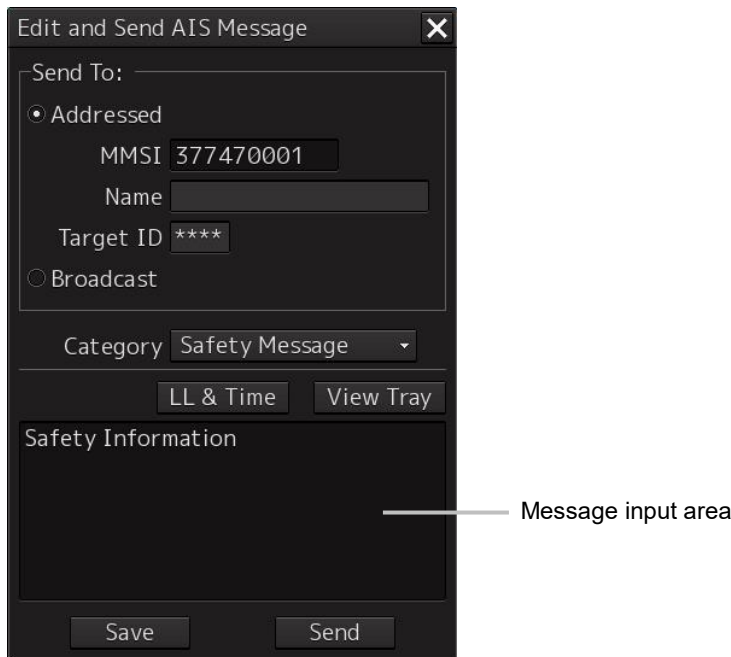 Edit and Send AIS Message
Send To:
Addressed
MMSI 377470001
Name
Target ID ****
Broadcast
Category Safety Message
LL & Time View Tray
Safety Information
Message input area
Save Send